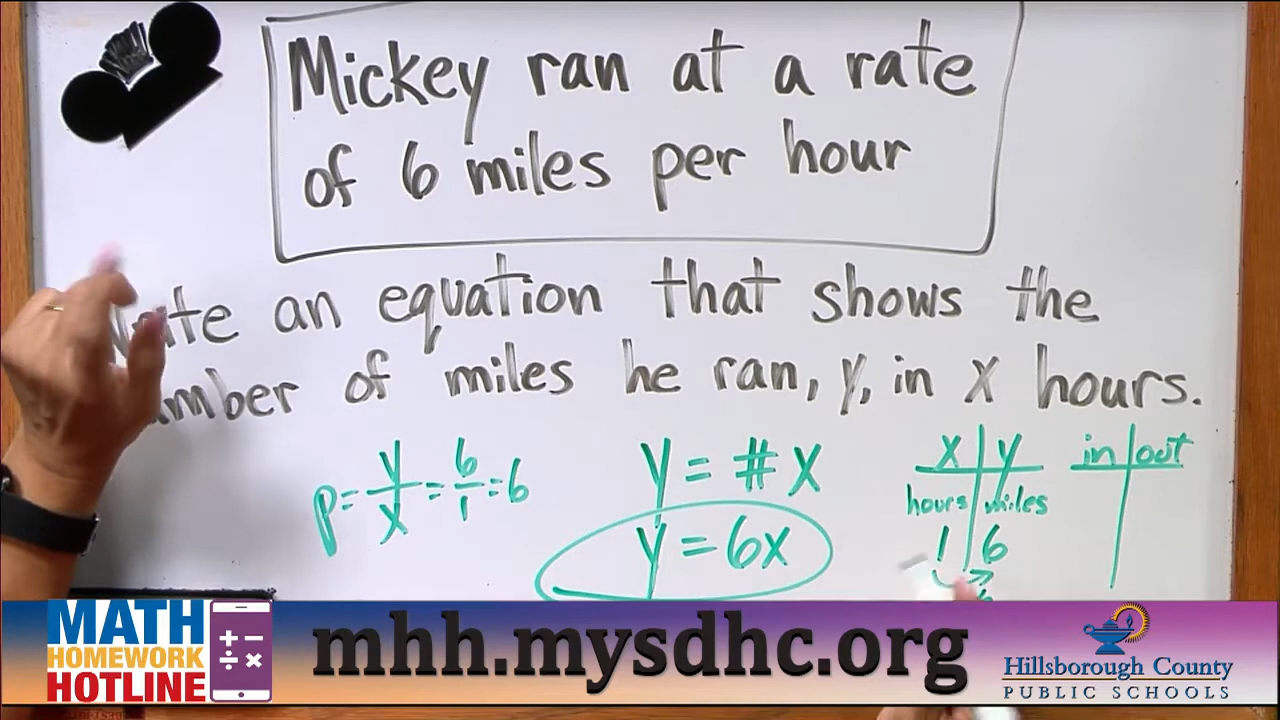 Mickey ran at a rate
of 6 miles per hour
an equation that shows the
of miles he ran, y, in x hours.
p = y/x = 6/1 = 6
y = # x
y = 6x
x | y
hours | miles
1 | 6
in | out
MATH
HOMEWORK
HOTLINE
+ −
÷ ×
mhh.mysdhc.org
Hillsborough County
PUBLIC SCHOOLS